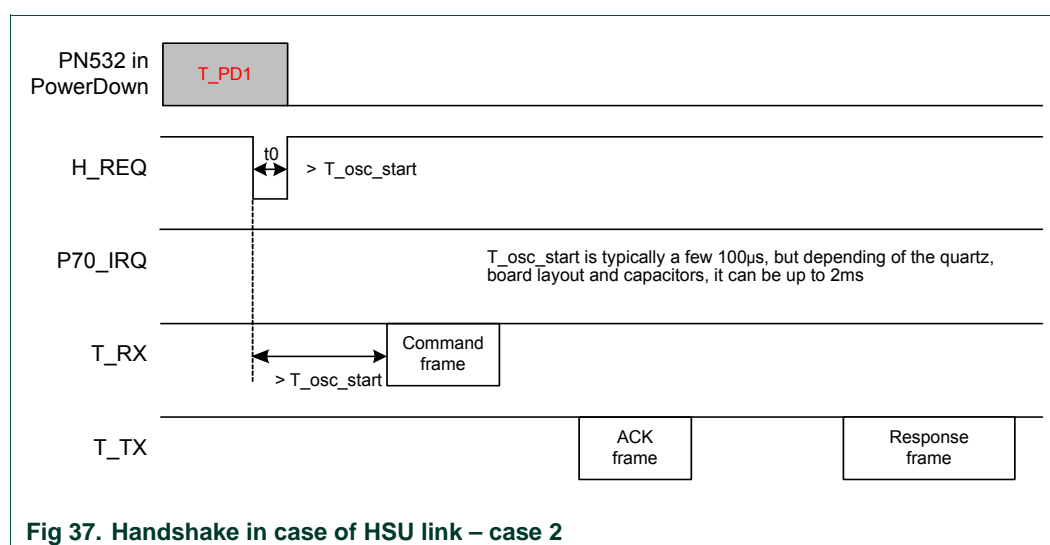 PN532 in
PowerDown
T_PD1
H_REQ
t0
> T_osc_start
P70_IRQ
T_osc_start is typically a few 100µs, but depending of the quartz,
board layout and capacitors, it can be up to 2ms
T_RX
Command
frame
> T_osc_start
T_TX
ACK
frame
Response
frame
Fig 37. Handshake in case of HSU link – case 2